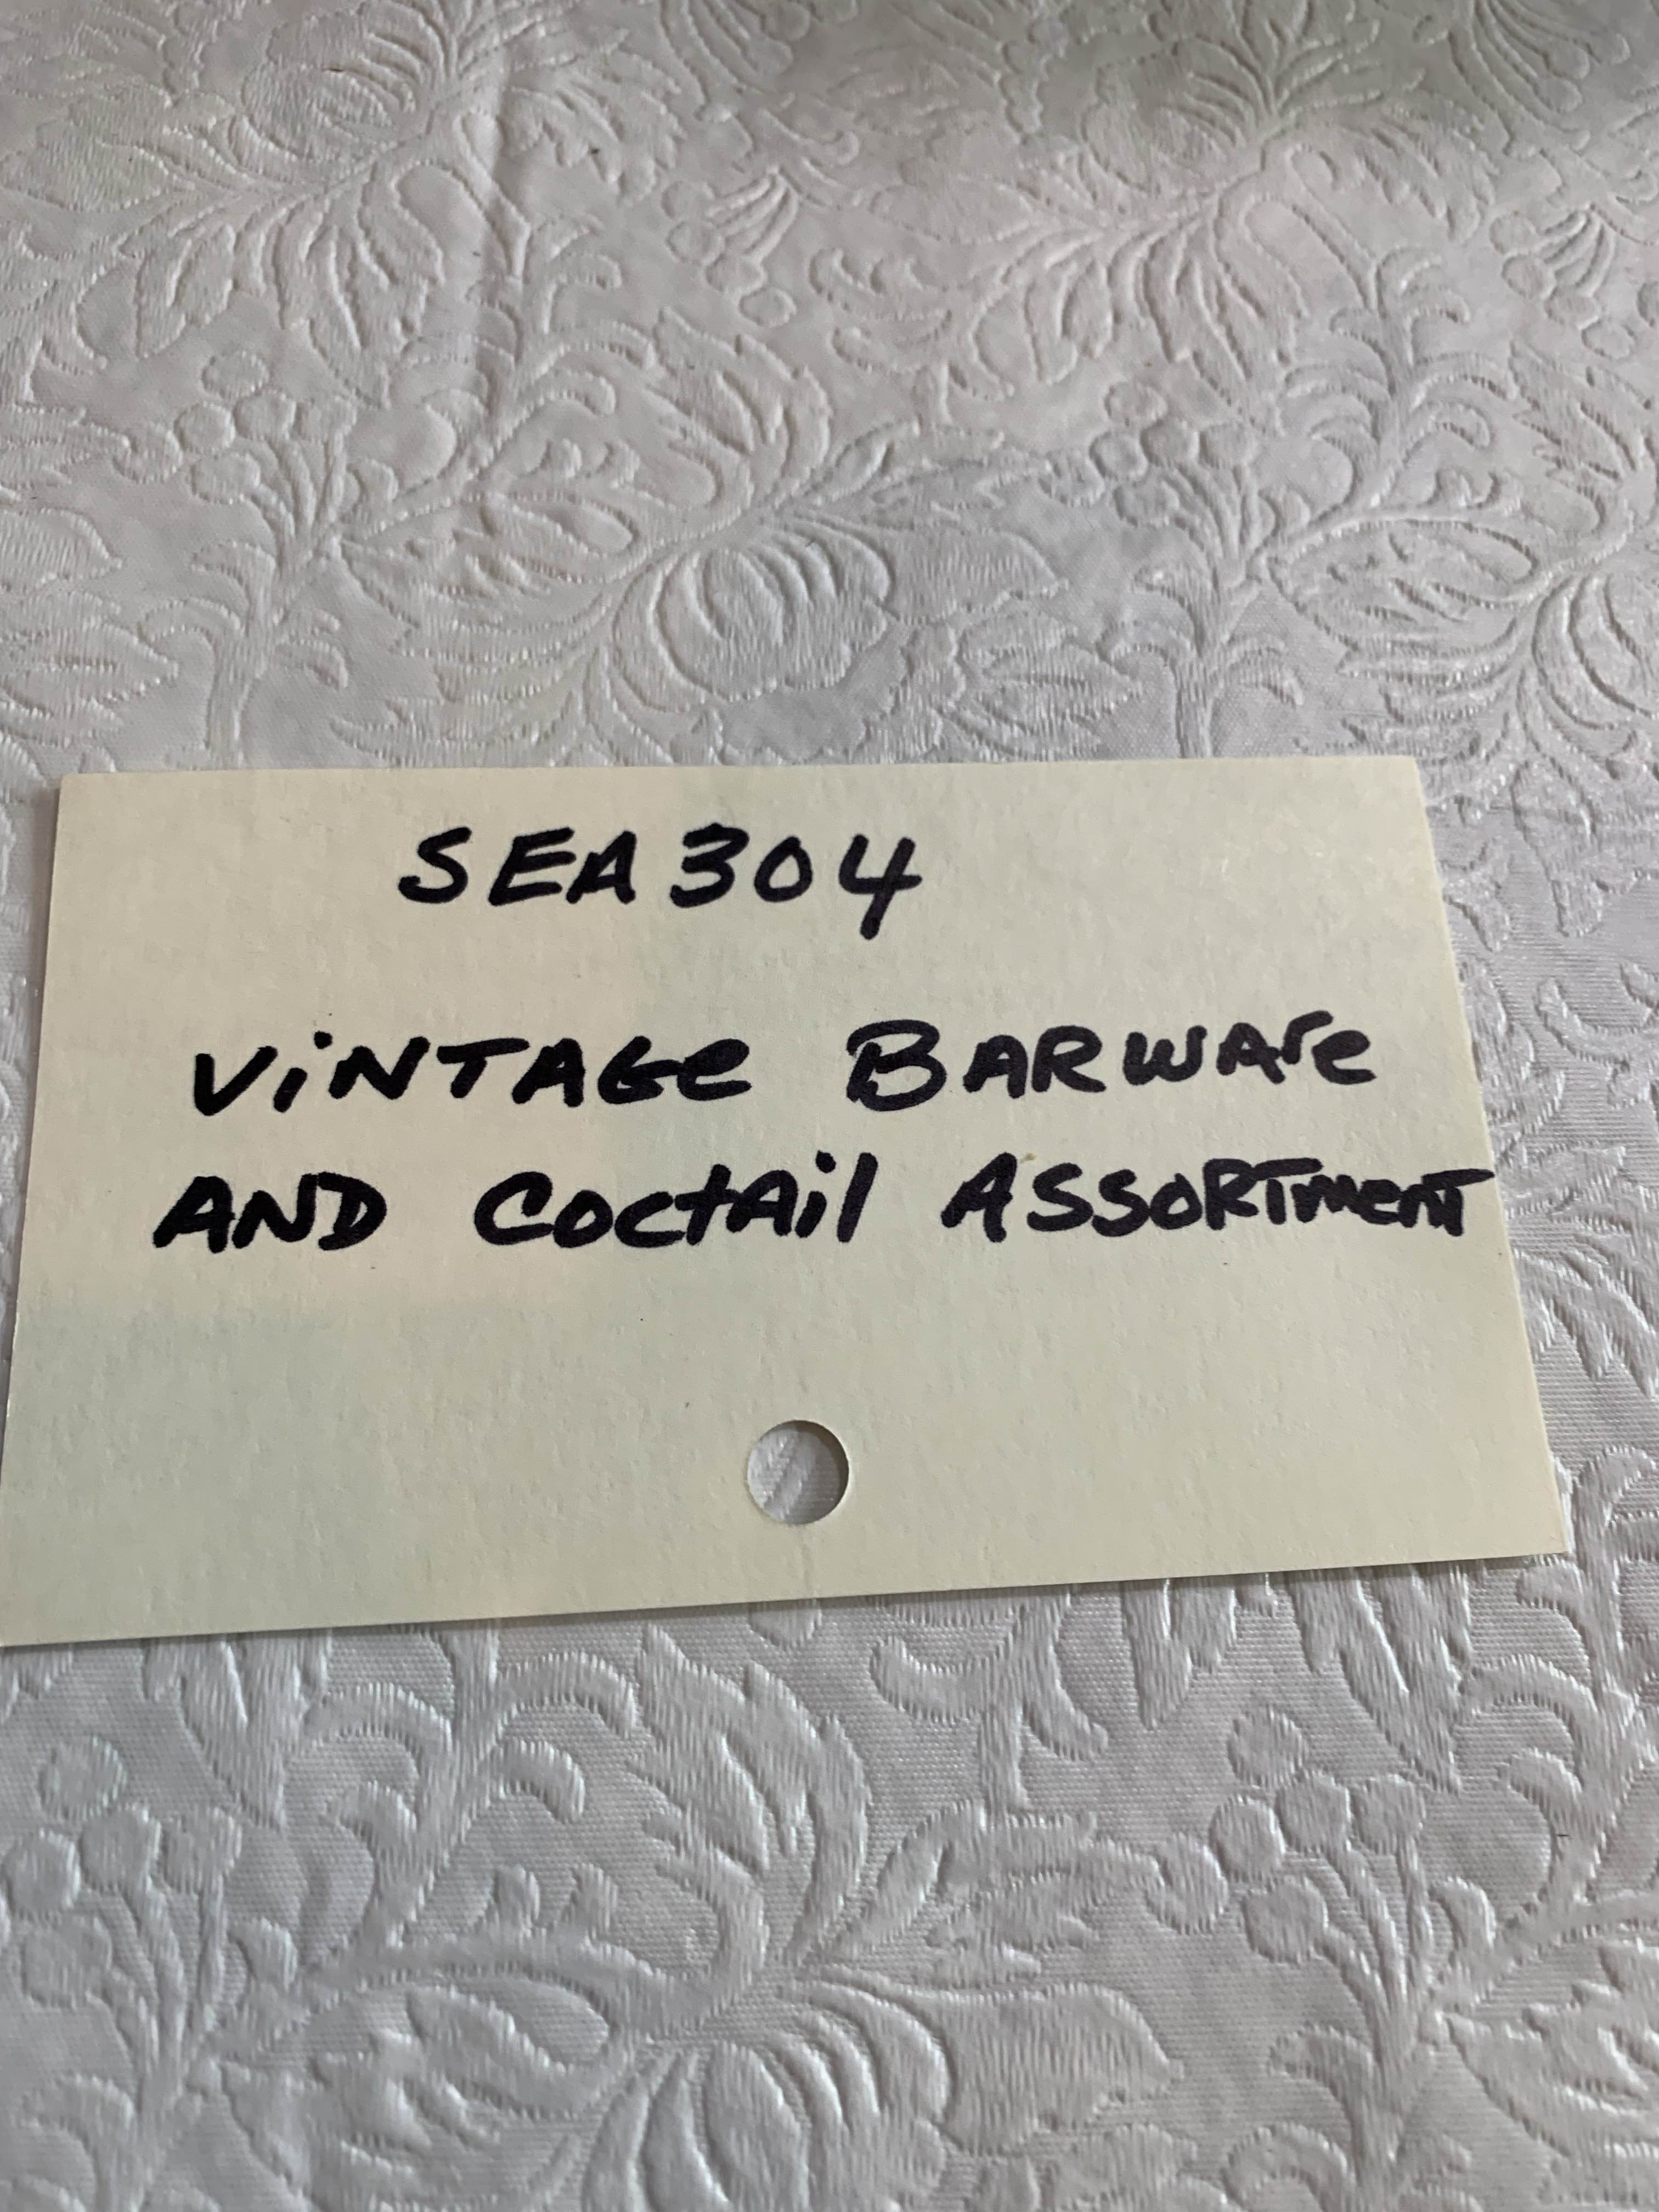 SEA304
ViNTAGe BARWAre
AND CoctAil ASSORTmenT